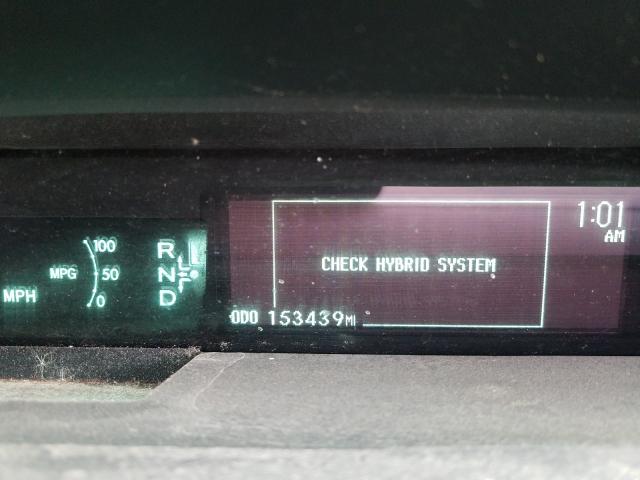 1:01
AM
100
MPG 50
0
MPH
R
N
D
CHECK HYBRID SYSTEM
ODO 153439MI